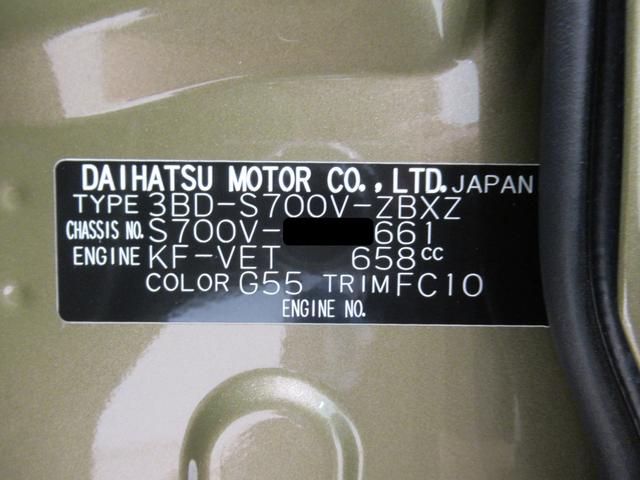 DAIHATSU MOTOR CO., LTD. JAPAN
TYPE 3BD-S700V-ZBXZ
CHASSIS NO. S700V-661
ENGINE KF-VET 658cc
COLOR G55 TRIM FC10
ENGINE NO.